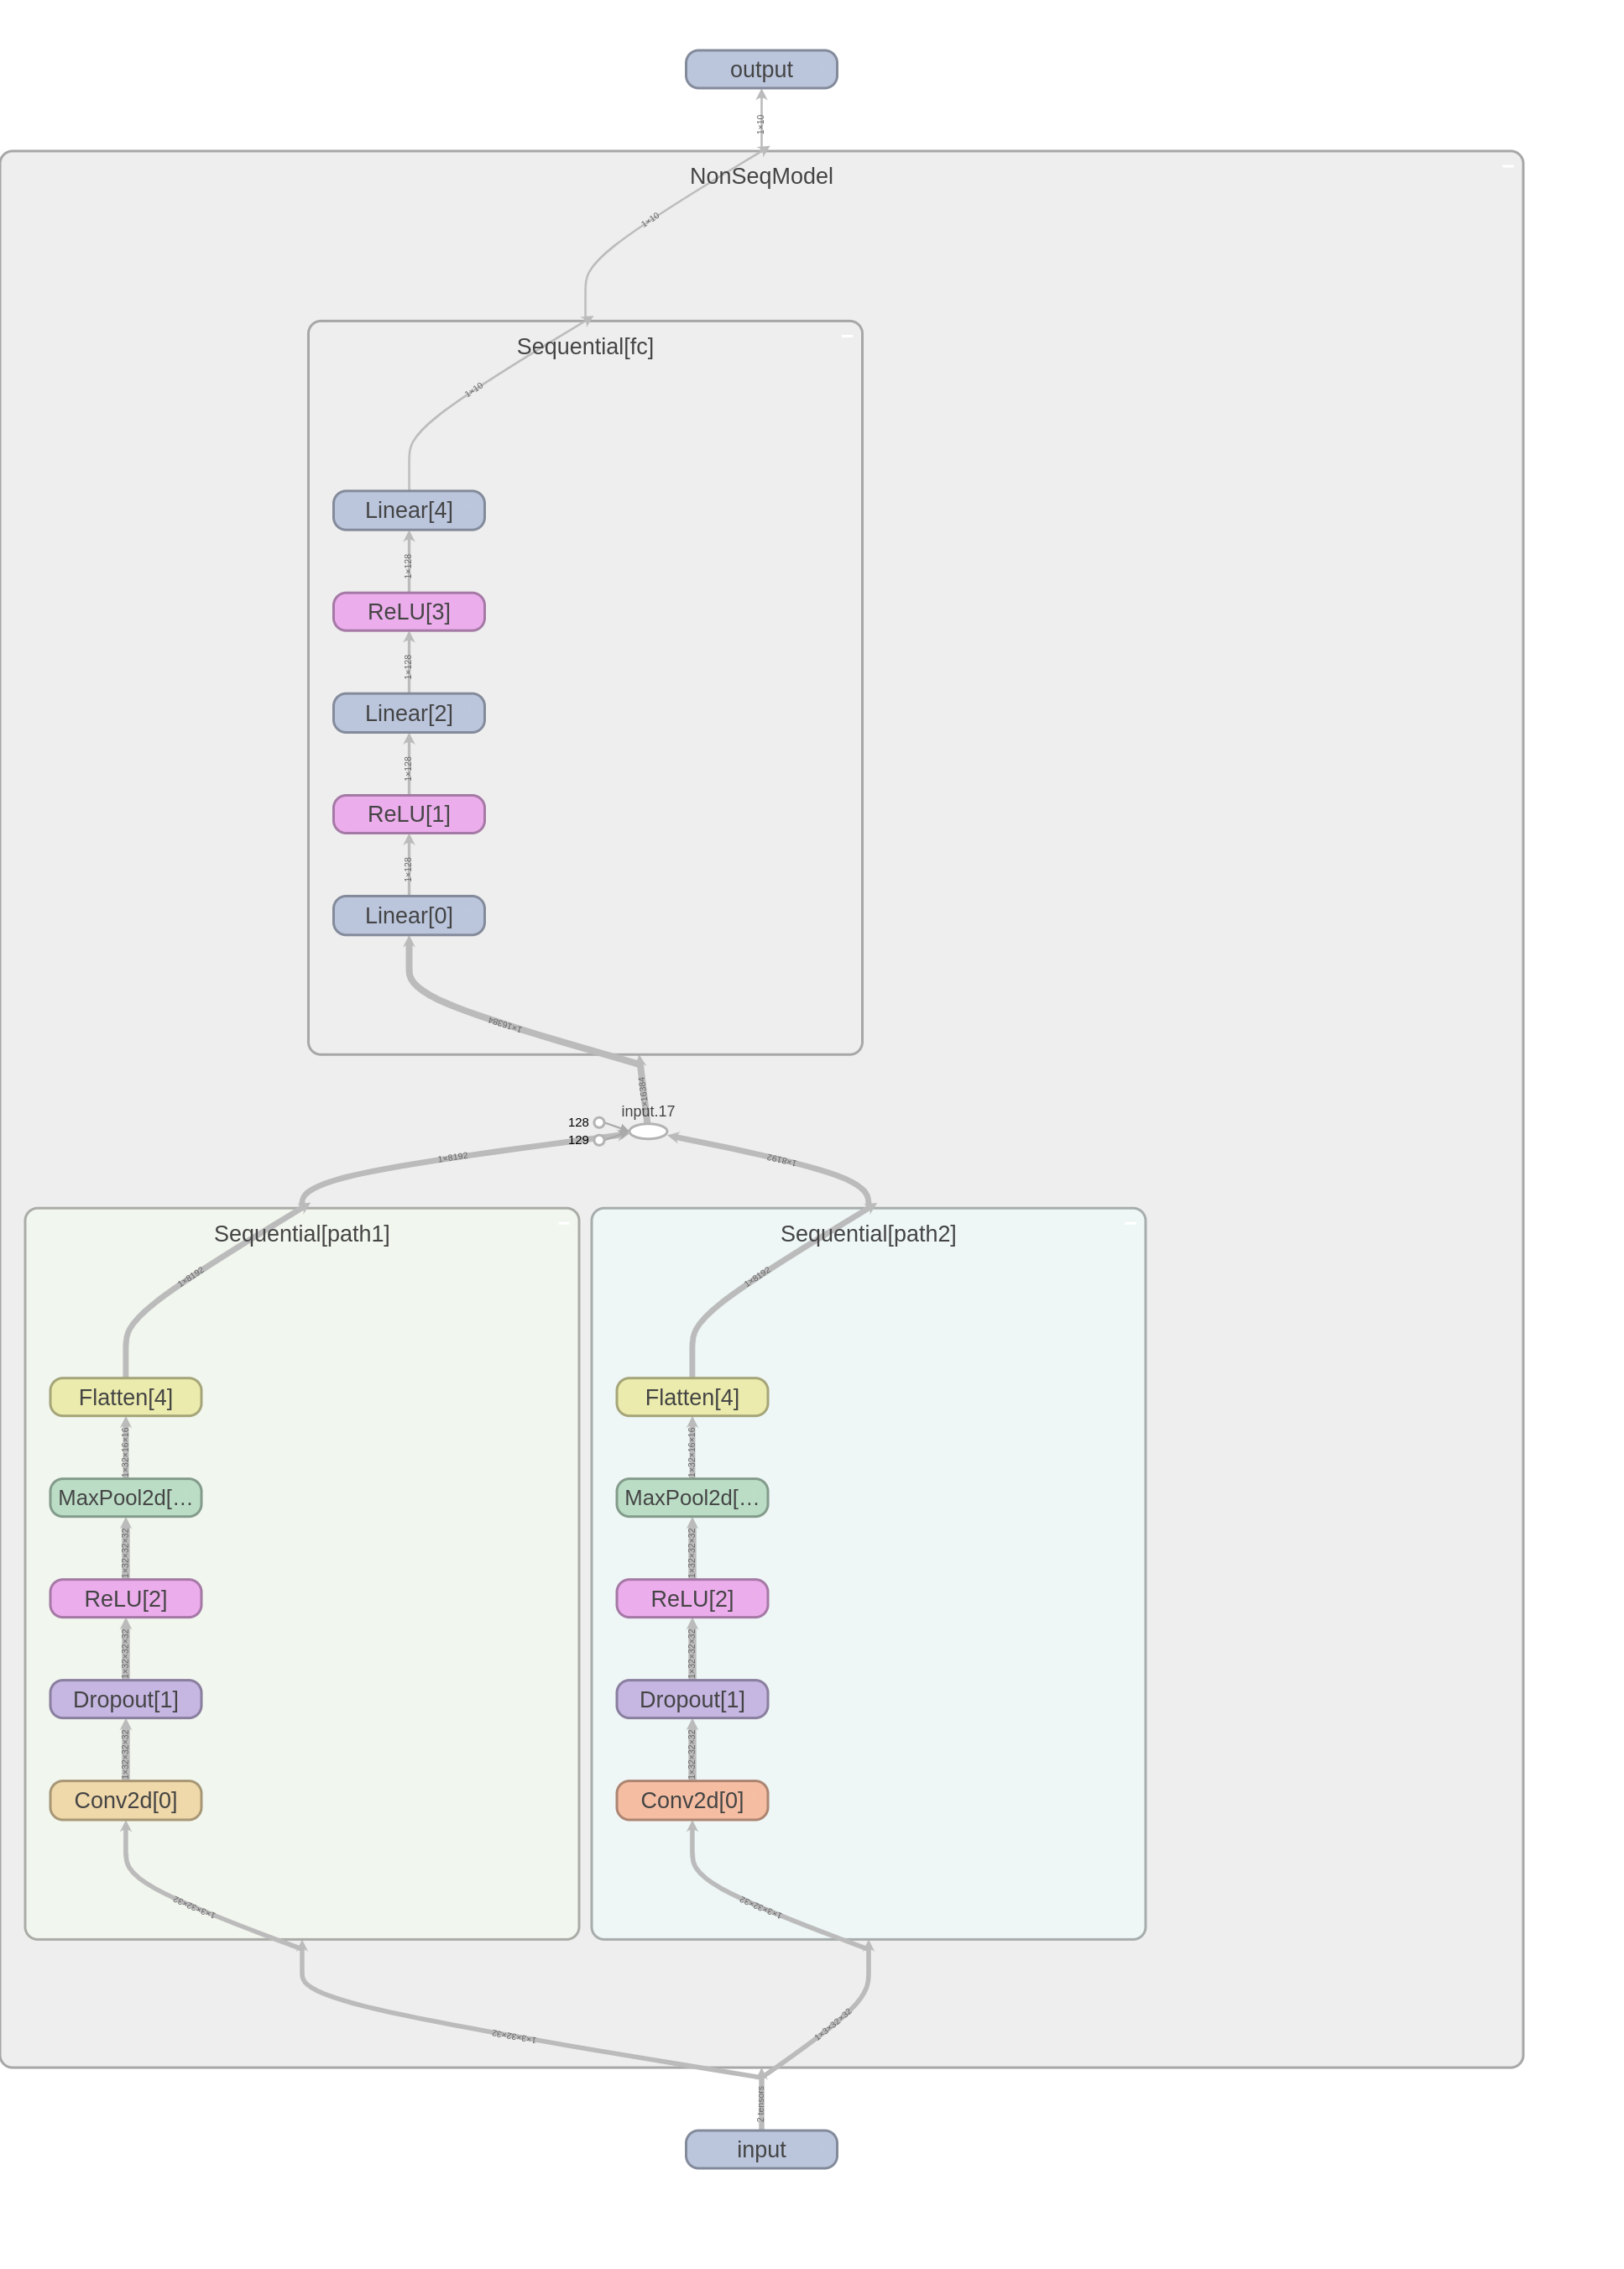 output
1×10
NonSeqModel
1×10
Sequential[fc]
1×10
Linear[4]
1×128
ReLU[3]
1×128
Linear[2]
1×128
ReLU[1]
1×128
Linear[0]
1×16384
1×16384
input.17
128
129
1×8192
1×8192
Sequential[path1]
Sequential[path2]
1×8192
1×8192
Flatten[4]
Flatten[4]
1×32×16×16
1×32×16×16
MaxPool2d[…
MaxPool2d[…
1×32×32×32
1×32×32×32
ReLU[2]
ReLU[2]
1×32×32×32
1×32×32×32
Dropout[1]
Dropout[1]
1×32×32×32
1×32×32×32
Conv2d[0]
Conv2d[0]
1×3×32×32
1×3×32×32
1×3×32×32
1×3×32×32
2 tensors
input